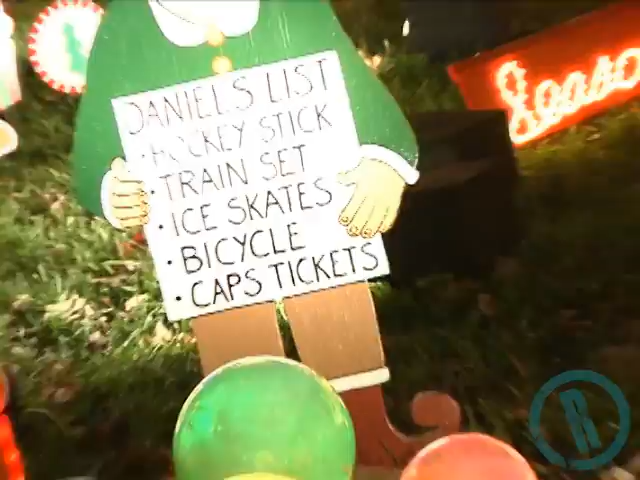 DANIELS LIST
• HOCKEY STICK
• TRAIN SET
• ICE SKATES
• BICYCLE
• CAPS TICKETS
R